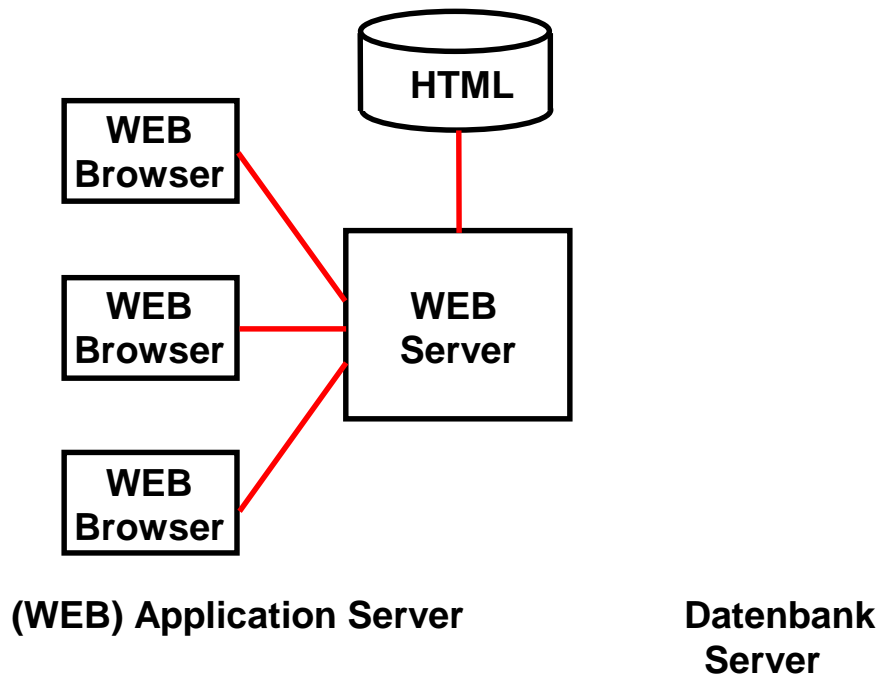 HTML
WEB
Browser
WEB
Browser
WEB
Server
WEB
Browser
(WEB) Application Server
Datenbank
Server